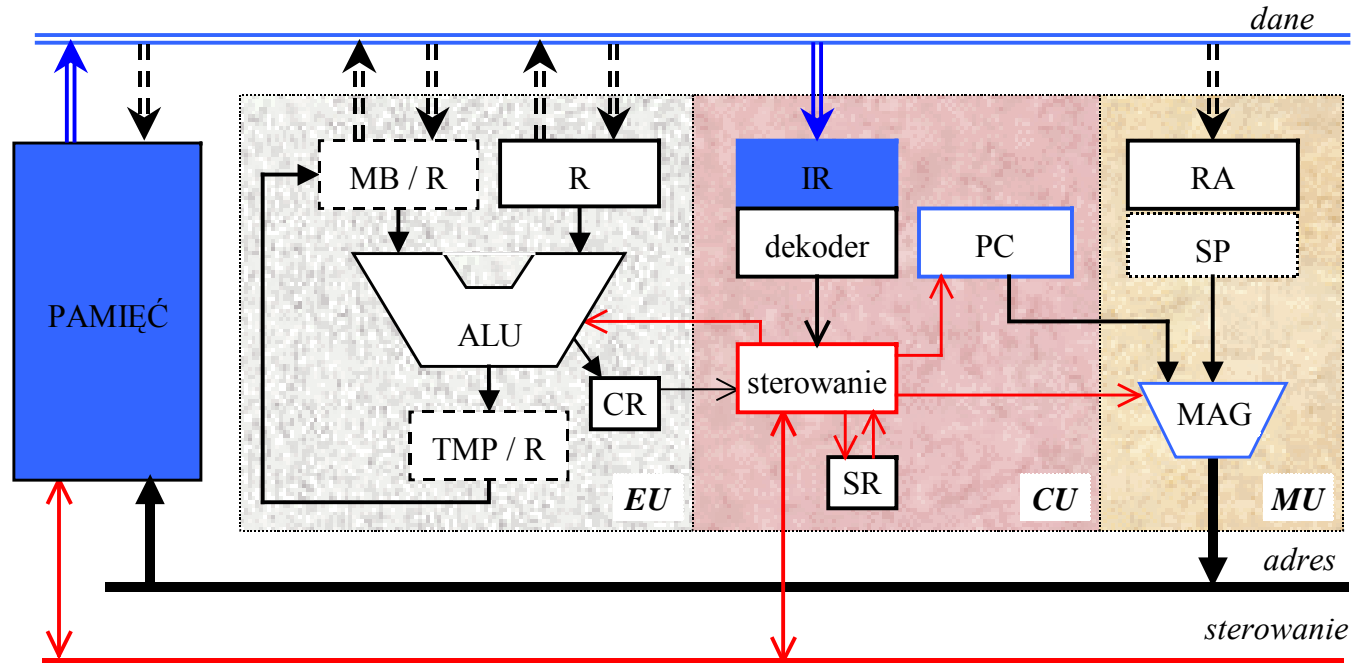 dane
MB / R
R
IR
RA
dekoder
PC
SP
PAMIĘĆ
ALU
sterowanie
CR
MAG
TMP / R
SR
EU
CU
MU
adres
sterowanie